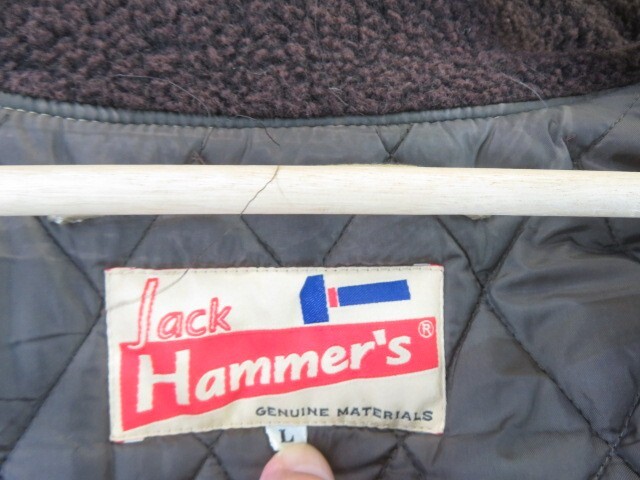 Jack
Hammer's®
GENUINE MATERIALS
L